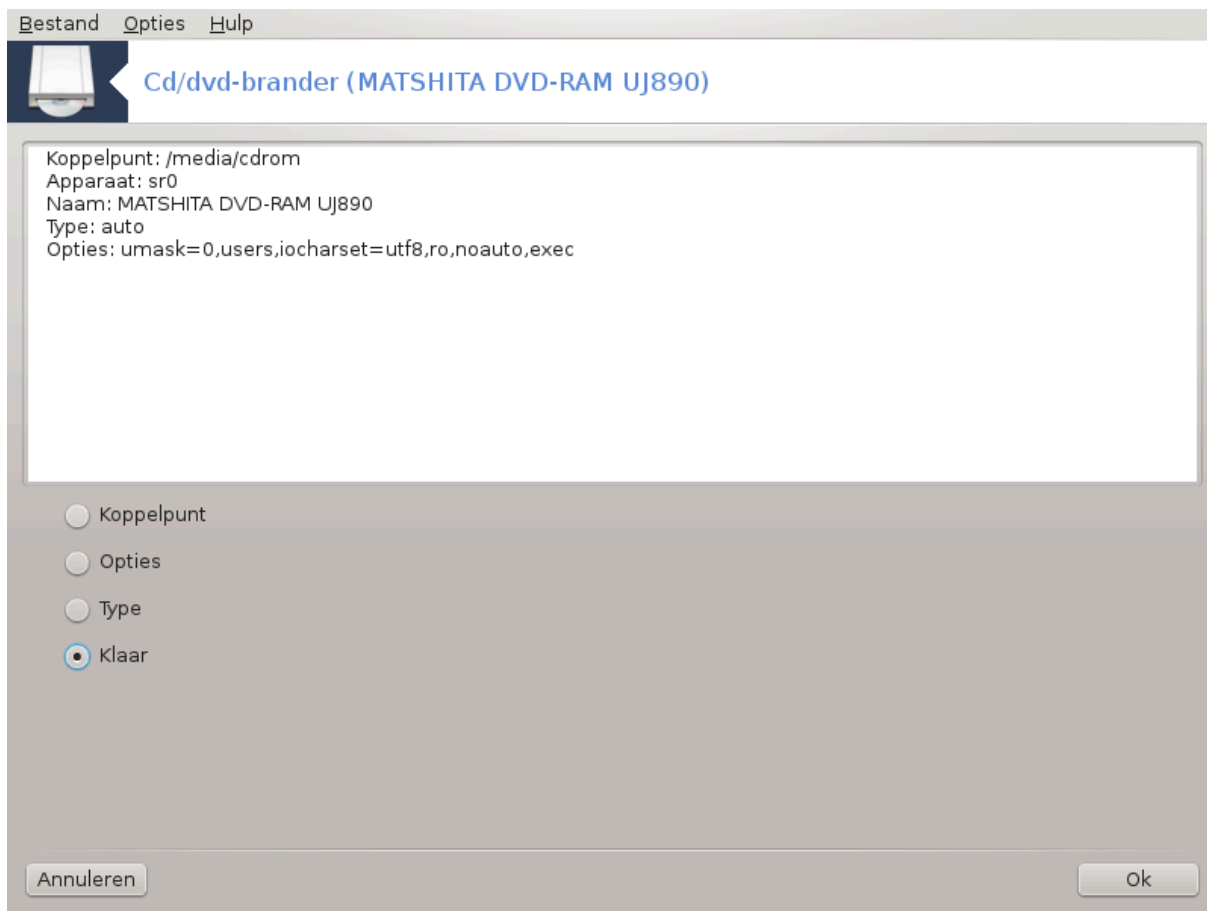 Bestand Opties Hulp
Cd/dvd-brander (MATSHITA DVD-RAM UJ890)
Koppelpunt: /media/cdrom
Apparaat: sr0
Naam: MATSHITA DVD-RAM UJ890
Type: auto
Opties: umask=0,users,iocharset=utf8,ro,noauto,exec
Koppelpunt
Opties
Type
Klaar
Annuleren Ok